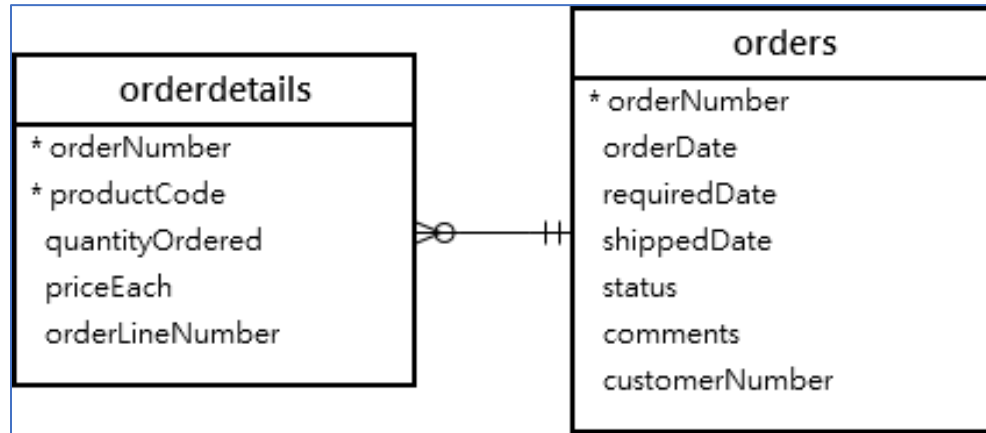 orderdetails
* orderNumber
* productCode
quantityOrdered
priceEach
orderLineNumber
orders
* orderNumber
orderDate
requiredDate
shippedDate
status
comments
customerNumber